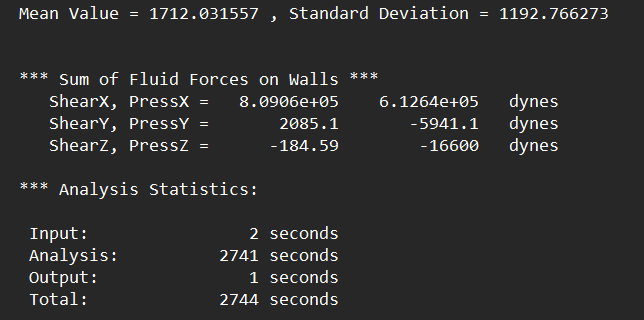 Mean Value = 1712.031557 , Standard Deviation = 1192.766273
*** Sum of Fluid Forces on Walls ***
ShearX, PressX = 8.0906e+05 6.1264e+05 dynes
ShearY, PressY = 2085.1 -5941.1 dynes
ShearZ, PressZ = -184.59 -16600 dynes
*** Analysis Statistics:
Input: 2 seconds
Analysis: 2741 seconds
Output: 1 seconds
Total: 2744 seconds